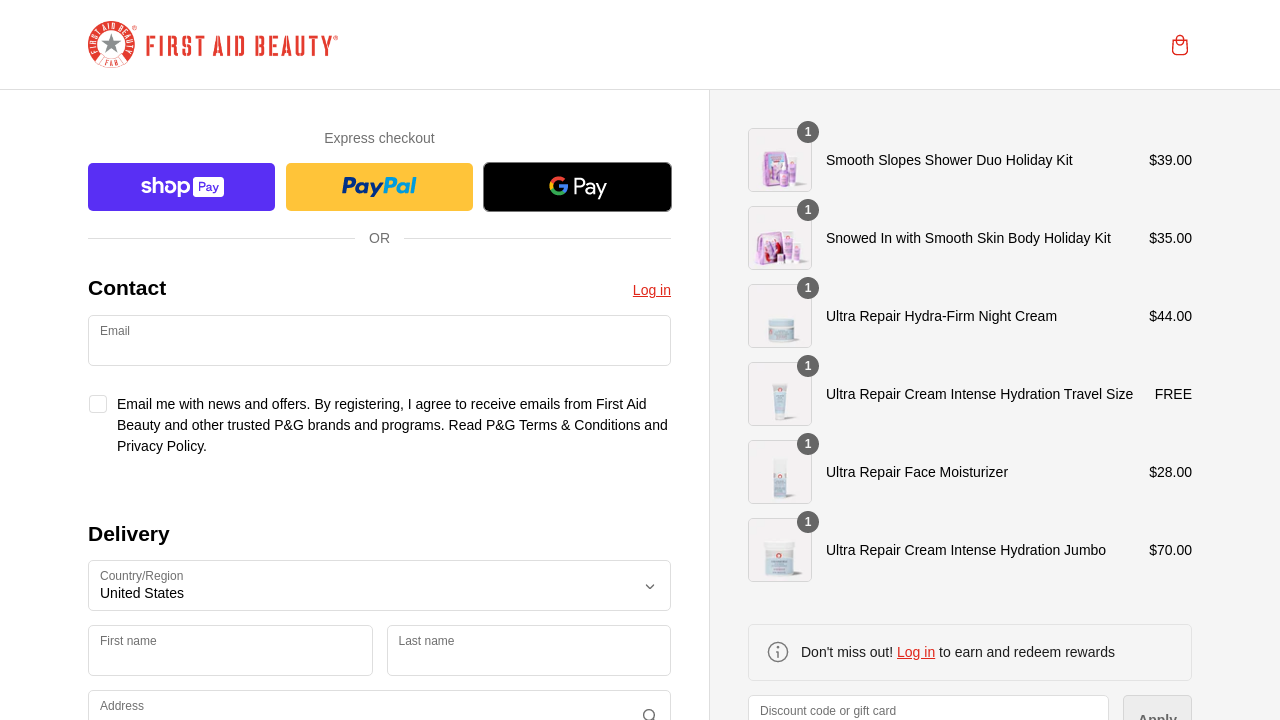 FIRST AID BEAUTY®
Express checkout
shop Pay
PayPal
G Pay
OR
Contact
Log in
Email
Email me with news and offers. By registering, I agree to receive emails from First Aid
Beauty and other trusted P&G brands and programs. Read P&G Terms & Conditions and
Privacy Policy.
Delivery
Country/Region
United States
First name
Last name
Address
1
Smooth Slopes Shower Duo Holiday Kit
$39.00
1
Snowed In with Smooth Skin Body Holiday Kit
$35.00
1
Ultra Repair Hydra-Firm Night Cream
$44.00
1
Ultra Repair Cream Intense Hydration Travel Size
FREE
1
Ultra Repair Face Moisturizer
$28.00
1
Ultra Repair Cream Intense Hydration Jumbo
$70.00
Don't miss out! Log in to earn and redeem rewards
Discount code or gift card
Apply